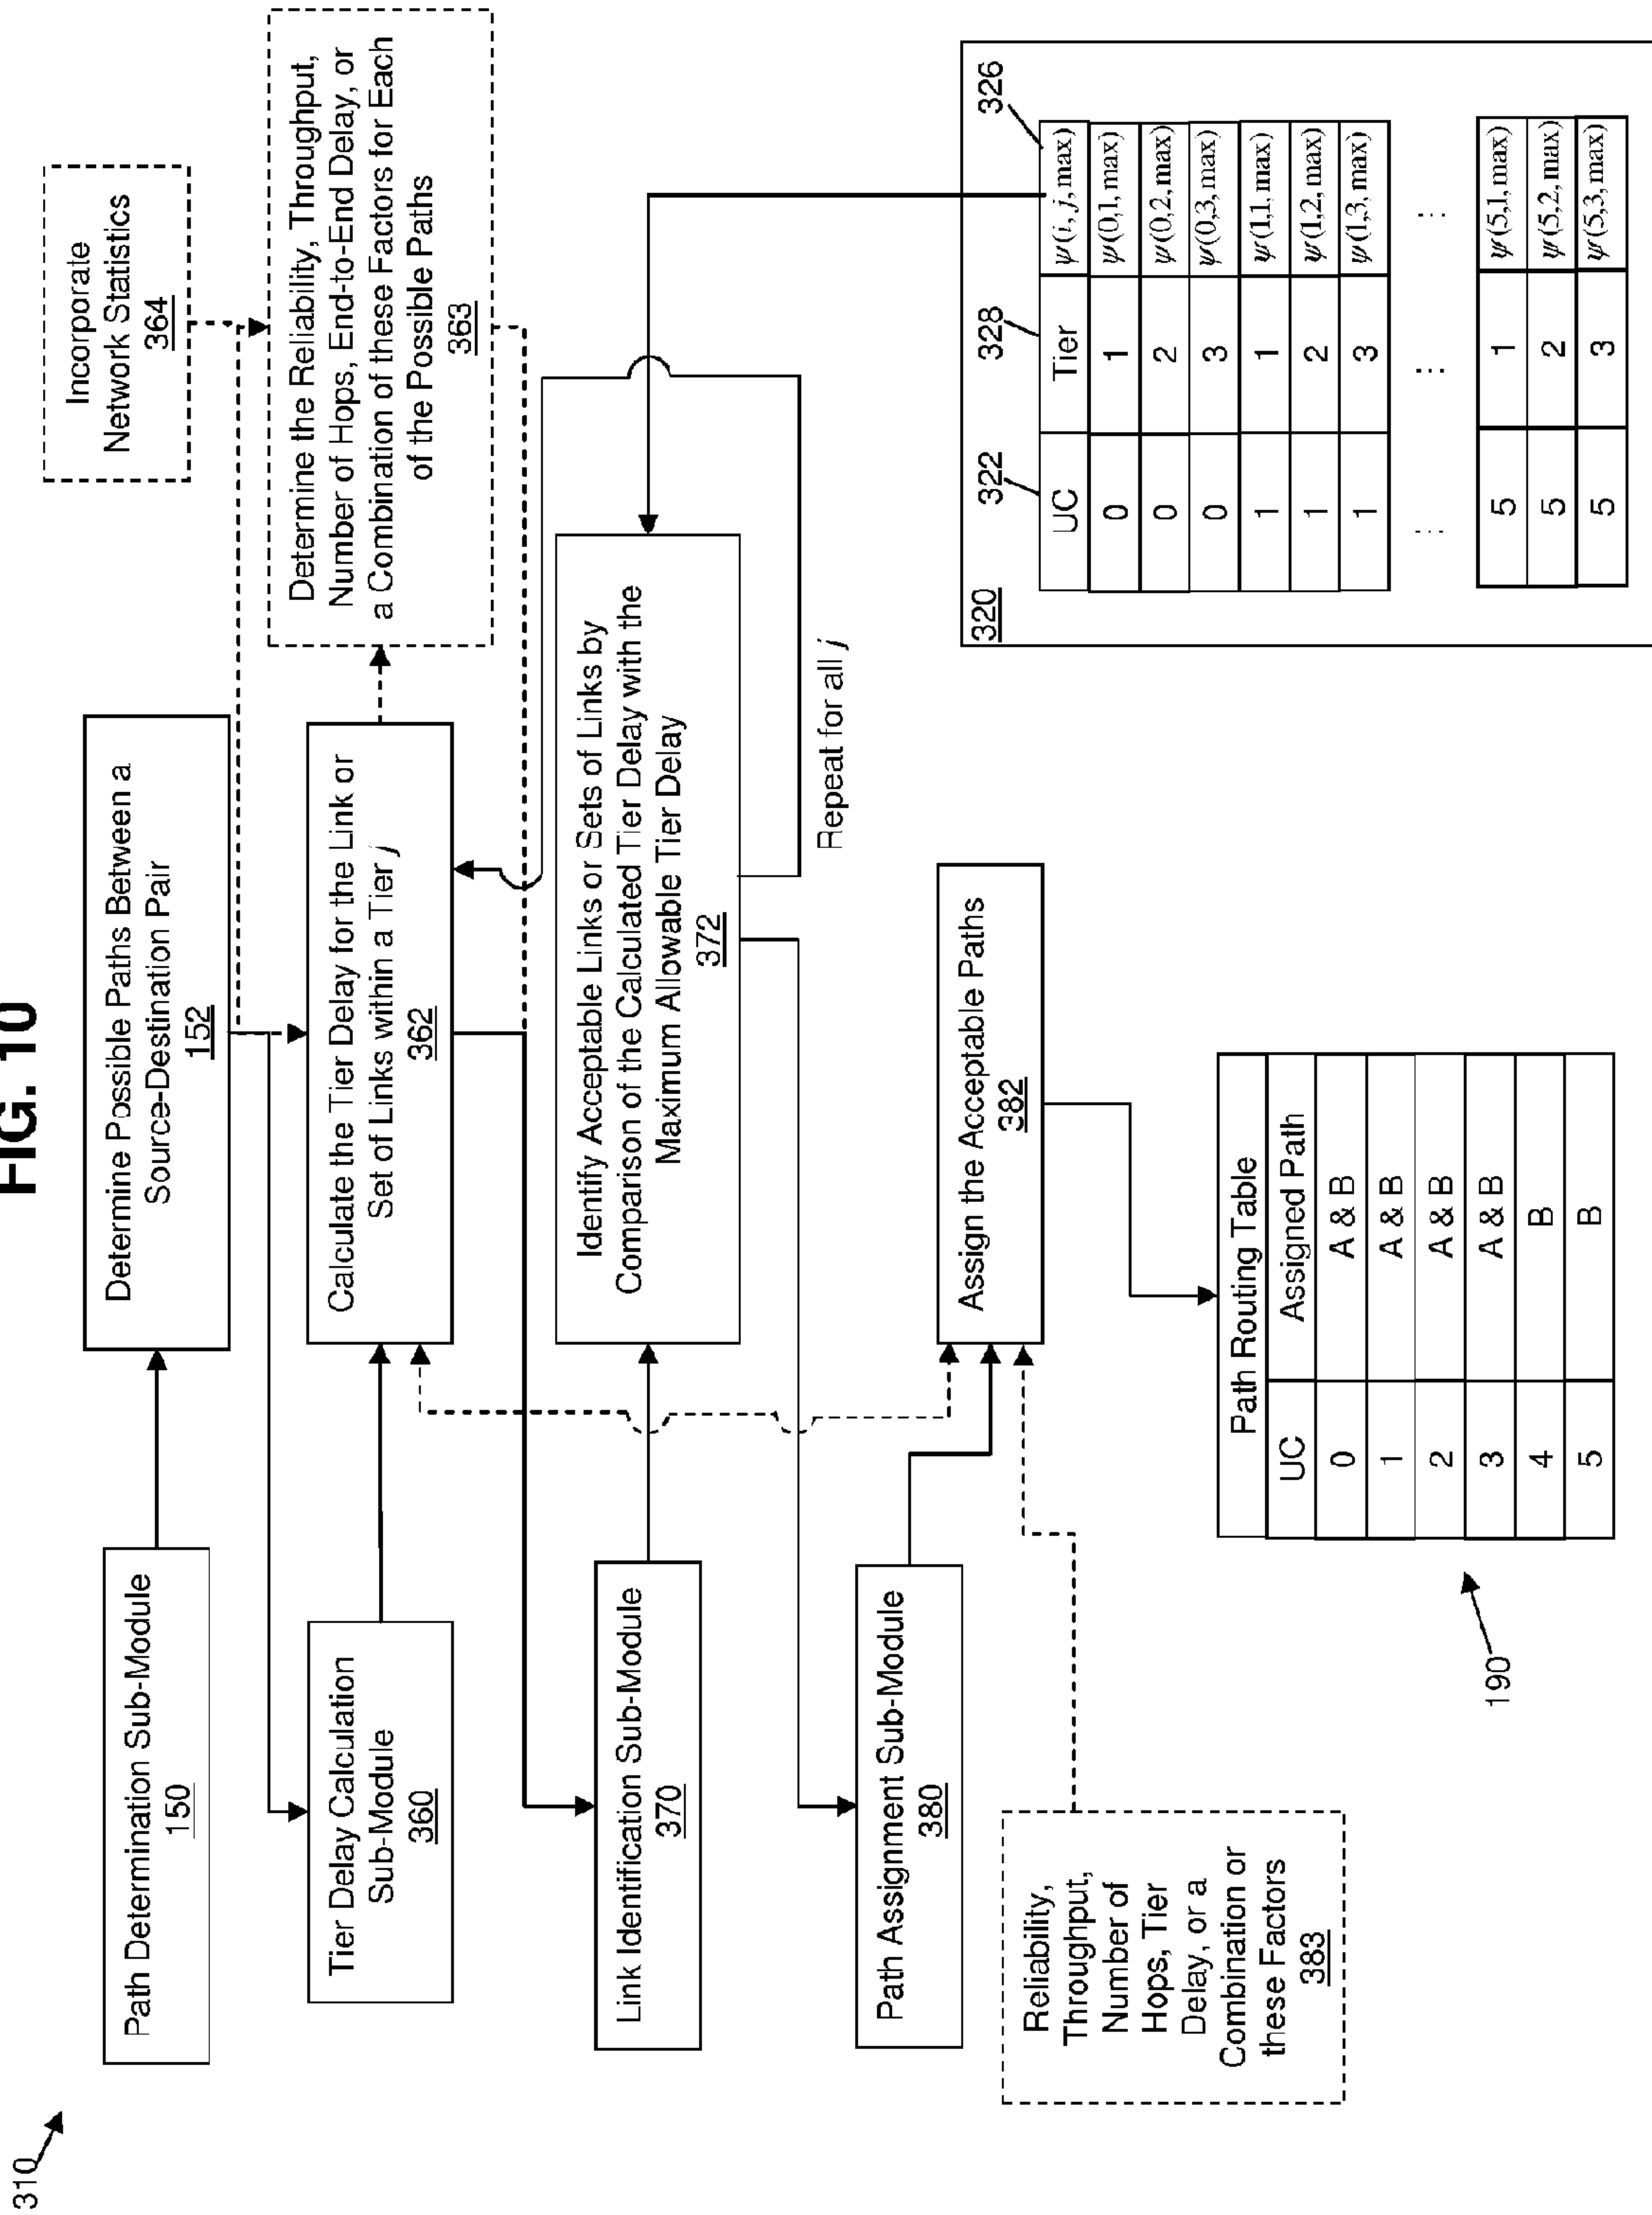 FIG. 10
310
Path Determination Sub-Module
150
Determine Possible Paths Between a
Source-Destination Pair
152
Incorporate
Network Statistics
364
Tier Delay Calculation
Sub-Module
360
Calculate the Tier Delay for the Link or
Set of Links within a Tier j
362
Determine the Reliability, Throughput,
Number of Hops, End-to-End Delay, or
a Combination of these Factors for Each
of the Possible Paths
363
Link Identification Sub-Module
370
Identify Acceptable Links or Sets of Links by
Comparison of the Calculated Tier Delay with the
Maximum Allowable Tier Delay
372
Repeat for all j
Path Assignment Sub-Module
380
Assign the Acceptable Paths
382
Reliability,
Throughput,
Number of
Hops, Tier
Delay, or a
Combination or
these Factors
383
190
Path Routing Table
UC Assigned Path
0 A & B
1 A & B
2 A & B
3 A & B
4 B
5 B
320
322 328 326
UC Tier ψ(i, j, max)
0 1 ψ(0,1, max)
0 2 ψ(0,2, max)
0 3 ψ(0,3, max)
1 1 ψ(1,1, max)
1 2 ψ(1,2, max)
1 3 ψ(1,3, max)
⋮ ⋮ ⋮
5 1 ψ(5,1, max)
5 2 ψ(5,2, max)
5 3 ψ(5,3, max)